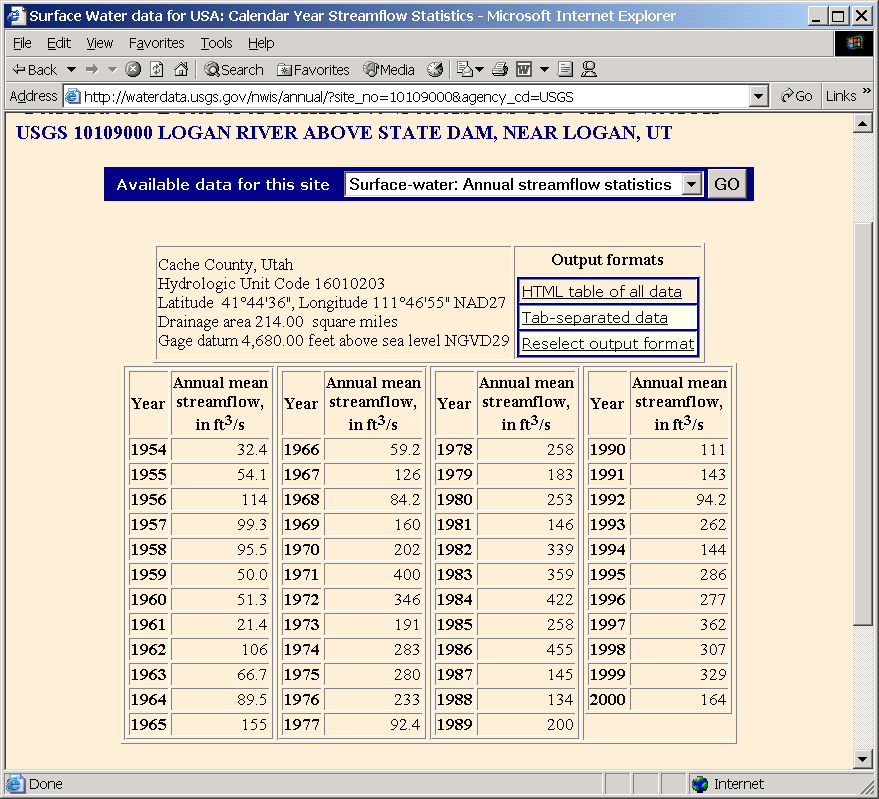 Surface Water data for USA: Calendar Year Streamflow Statistics - Microsoft Internet Explorer
File Edit View Favorites Tools Help
Back Search Favorites Media
Address http://waterdata.usgs.gov/nwis/annual/?site_no=10109000&agency_cd=USGS Go Links »
USGS 10109000 LOGAN RIVER ABOVE STATE DAM, NEAR LOGAN, UT
Available data for this site Surface-water: Annual streamflow statistics GO
Cache County, Utah
Hydrologic Unit Code 16010203
Latitude 41°44'36", Longitude 111°46'55" NAD27
Drainage area 214.00 square miles
Gage datum 4,680.00 feet above sea level NGVD29
Output formats
HTML table of all data
Tab-separated data
Reselect output format
Year Annual mean streamflow, in ft3/s Year Annual mean streamflow, in ft3/s Year Annual mean streamflow, in ft3/s Year Annual mean streamflow, in ft3/s
1954 32.4 1966 59.2 1978 258 1990 111
1955 54.1 1967 126 1979 183 1991 143
1956 114 1968 84.2 1980 253 1992 94.2
1957 99.3 1969 160 1981 146 1993 262
1958 95.5 1970 202 1982 339 1994 144
1959 50.0 1971 400 1983 359 1995 286
1960 51.3 1972 346 1984 422 1996 277
1961 21.4 1973 191 1985 258 1997 362
1962 106 1974 283 1986 455 1998 307
1963 66.7 1975 280 1987 145 1999 329
1964 89.5 1976 233 1988 134 2000 164
1965 155 1977 92.4 1989 200
Done Internet